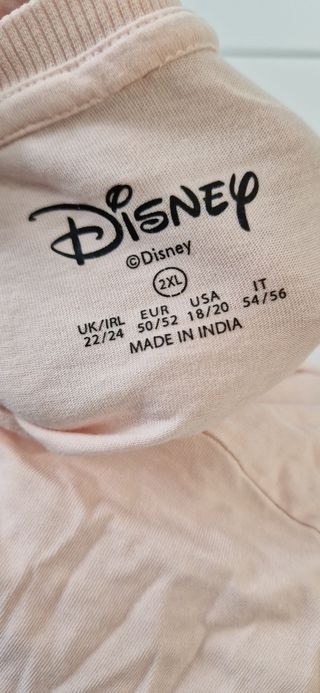 Disney
©Disney
2XL
UK/IRL EUR USA IT
22/24 50/52 18/20 54/56
MADE IN INDIA